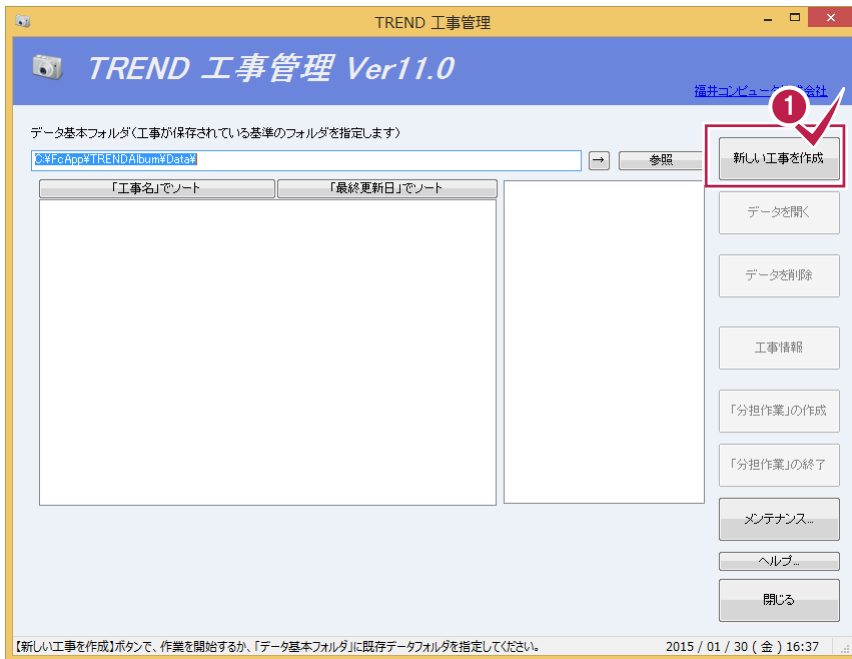 TREND 工事管理
TREND 工事管理 Ver11.0
福井コンピュータ 会社
1
データ基本フォルダ(工事が保存されている基準のフォルダを指定します)
C:¥FcApp¥TRENDAlbum¥Data¥
→
参照
新しい工事を作成
「工事名」でソート
「最終更新日」でソート
データを開く
データを削除
工事情報
「分担作業」の作成
「分担作業」の終了
メンテナンス...
ヘルプ...
閉じる
【新しい工事を作成】ボタンで、作業を開始するか、「データ基本フォルダ」に既存データフォルダを指定してください。
2015 / 01 / 30 ( 金 ) 16:37